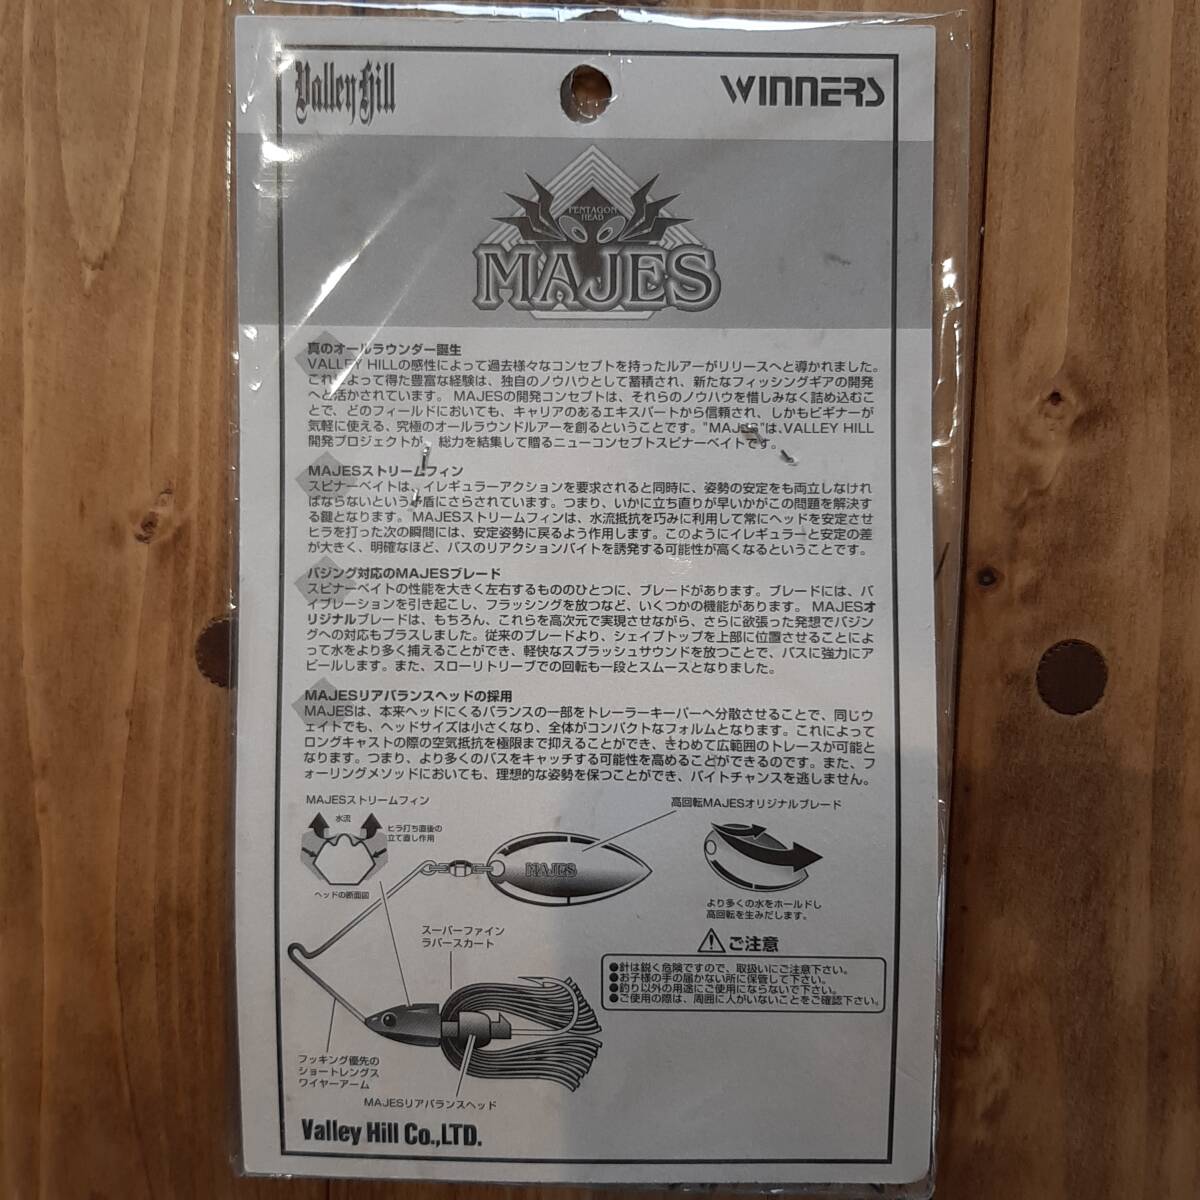 Valley Hill
WINNERS
PENTAGON
HEAD
MAJES
真のオールラウンダー誕生
VALLEY HILLの感性によって過去様々なコンセプトを持ったルアーがリリースへと導かれました。
これによって得た豊富な経験は、独自のノウハウとして蓄積され、新たなフィッシングギアの開発
へと活かされています。 MAJESの開発コンセプトは、それらのノウハウを惜しみなく詰め込むこ
とで、どのフィールドにおいても、キャリアのあるエキスパートから信頼され、しかもビギナーが
気軽に使える、究極のオールラウンドルアーを創るということです。"MAJES"は、VALLEY HILL
開発プロジェクトが、総力を結集して贈るニューコンセプトスピナーベイトです。
MAJESストリームフィン
スピナーベイトは、イレギュラーアクションを要求されると同時に、姿勢の安定をも両立しなけれ
ばならないという矛盾にさらされています。つまり、いかに立ち直りが早いかがこの問題を解決す
る鍵となります。 MAJESストリームフィンは、水流抵抗を巧みに利用して常にヘッドを安定させ
ヒラを打った次の瞬間には、安定姿勢に戻るよう作用します。このようにイレギュラーと安定の差
が大きく、明確なほど、バスのリアクションバイトを誘発する可能性が高くなるということです。
バジング対応のMAJESブレード
スピナーベイトの性能を大きく左右するもののひとつに、ブレードがあります。ブレードには、バ
イブレーションを引き起こし、フラッシングを放つなど、いくつかの機能があります。 MAJESオ
リジナルブレードは、もちろん、これらを高次元で実現させながら、さらに欲張った発想でバジン
グへの対応もプラスしました。従来のブレードより、シェイプトップを上部に位置させることによ
って水をより多く捕えることができ、軽快なスプラッシュサウンドを放つことで、バスに強力にア
ピールします。また、スローリトリーブでの回転も一段とスムースとなりました。
MAJESリアバランスヘッドの採用
MAJESは、本来ヘッドにくるバランスの一部をトレーラーキーパーへ分散させることで、同じウ
ェイトでも、ヘッドサイズは小さくなり、全体がコンパクトなフォルムとなります。これによって
ロングキャストの際の空気抵抗を極限まで抑えることができ、きわめて広範囲のトレースが可能と
なります。つまり、より多くのバスをキャッチする可能性を高めることができるのです。また、フ
ォーリングメソッドにおいても、理想的な姿勢を保つことができ、バイトチャンスを逃しません。
MAJESストリームフィン
水流
ヒラ打ち直後の
立て直し作用
ヘッドの断面図
高回転MAJESオリジナルブレード
MAJES
より多くの水をホールドし
高回転を生みだします。
スーパーファイン
ラバースカート
ご注意
●針は鋭く危険ですので、取扱いにご注意下さい。
●お子様の手の届かない所に保管して下さい。
●釣り以外の用途にご使用にならないで下さい。
●ご使用の際は、周囲に人がいないことをご確認下さい。
フッキング優先の
ショートレングス
ワイヤーアーム
MAJESリアバランスヘッド
Valley Hill Co.,LTD.